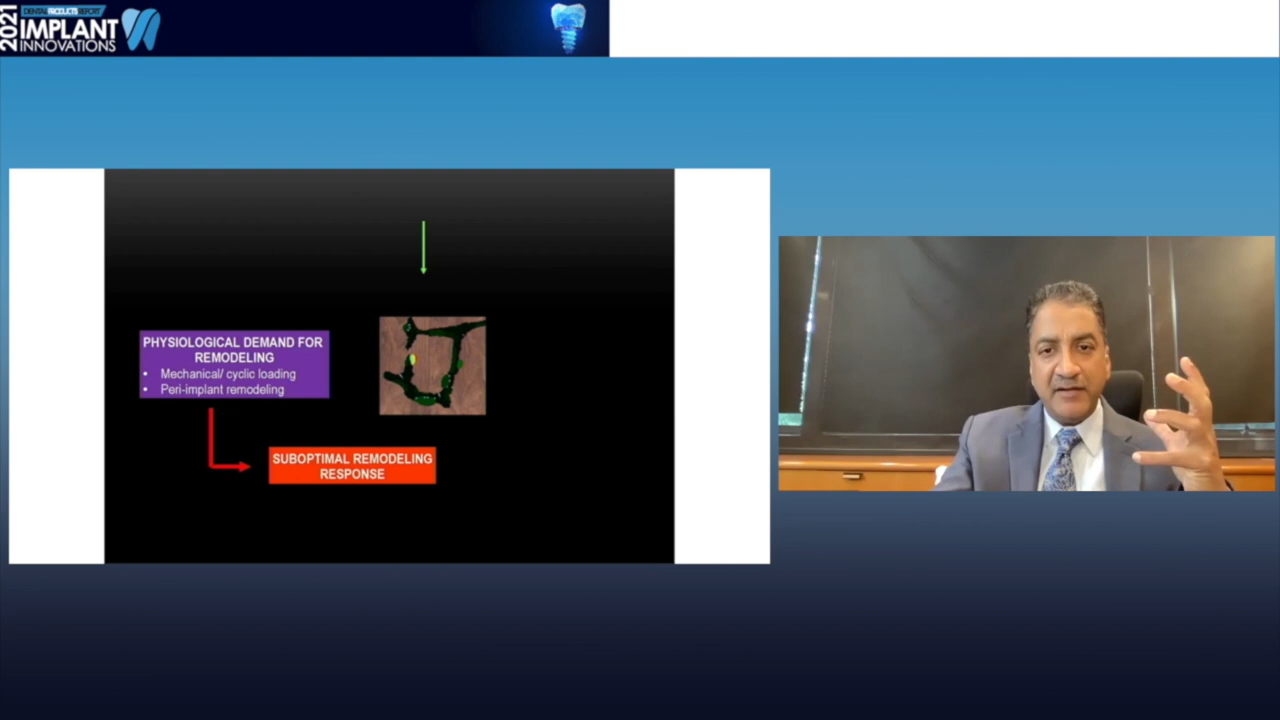 2021
DENTAL PRODUCTS REPORT
IMPLANT
INNOVATIONS
PHYSIOLOGICAL DEMAND FOR
REMODELING
• Mechanical/ cyclic loading
• Peri-implant remodeling
SUBOPTIMAL REMODELING
RESPONSE